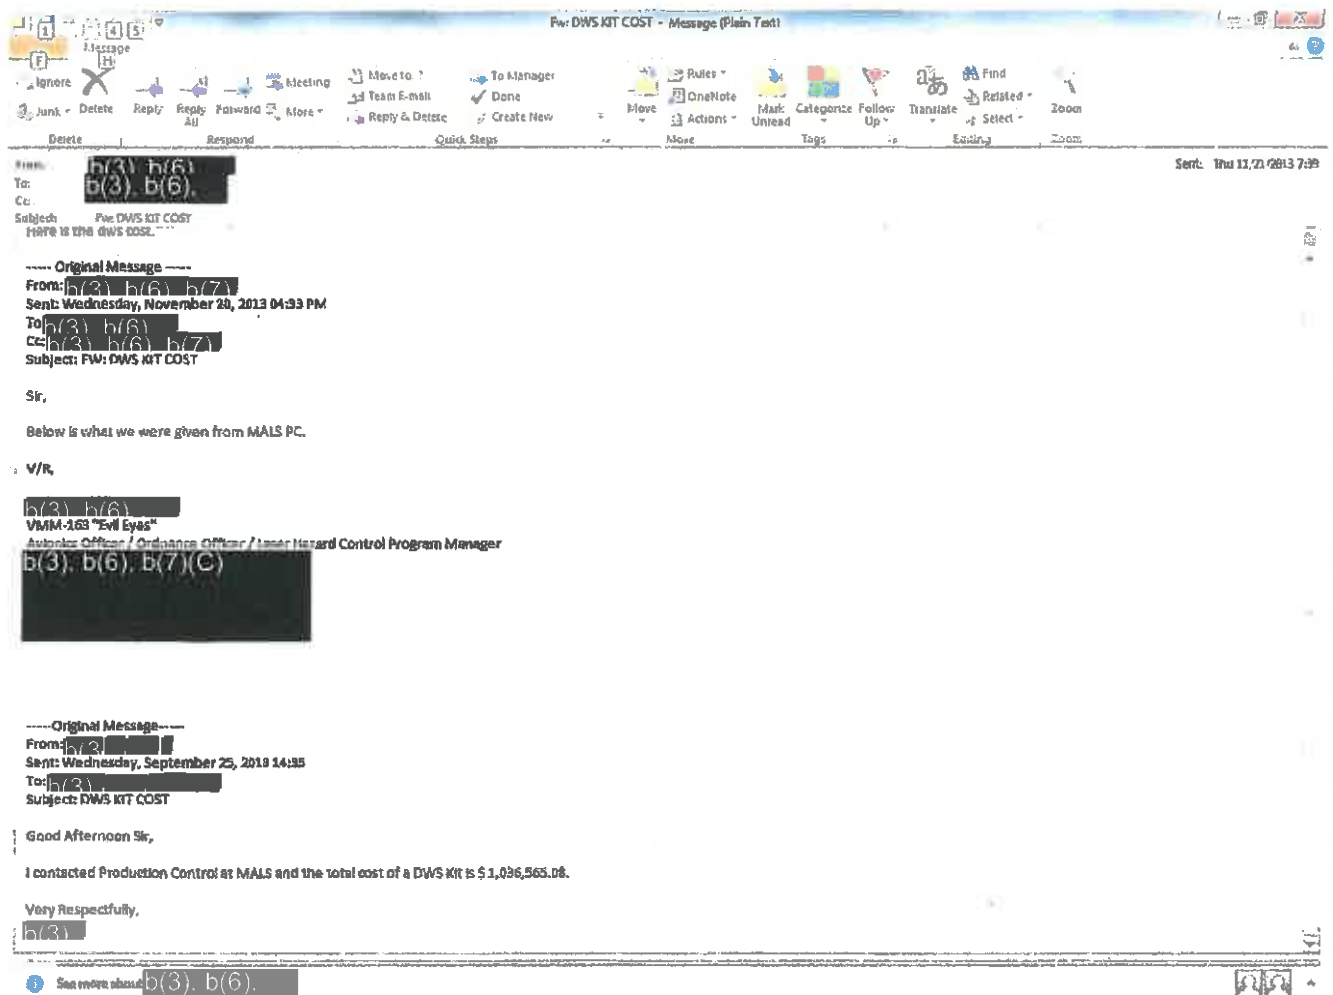 Fw: DWS KIT COST - Message (Plain Text)
1 4 5
Message
F H
Ignore Meeting Move to: ? To Manager Rules Find
Team E-mail Done OneNote Related
Junk Delete Reply Reply All Forward More Reply & Delete Create New Move Actions Mark Unread Categorize Follow Up Translate Select Zoom
Delete Respond Quick Steps Move Tags Editing Zoom
From: b(3) b(6) Sent: Thu 11/21/2013 7:39
To: b(3). b(6).
Cc:
Subject: Fw: DWS KIT COST
Here is the dws cost.
----- Original Message -----
From: b(3) b(6) b(7)
Sent: Wednesday, November 20, 2013 04:33 PM
To b(3) b(6)
Cc: b(3) b(6) b(7)
Subject: FW: DWS KIT COST
Sir,
Below is what we were given from MALS PC.
V/R,
b(3) b(6)
VMM-163 "Evil Eyes"
Avionics Officer / Ordnance Officer / Laser Hazard Control Program Manager
b(3). b(6). b(7)(C)
-----Original Message-----
From: b(3
Sent: Wednesday, September 25, 2013 14:35
To: b(3)
Subject: DWS KIT COST
Good Afternoon Sir,
I contacted Production Control at MALS and the total cost of a DWS Kit is $ 1,036,565.08.
Very Respectfully,
b(3)
See more about b(3). b(6).